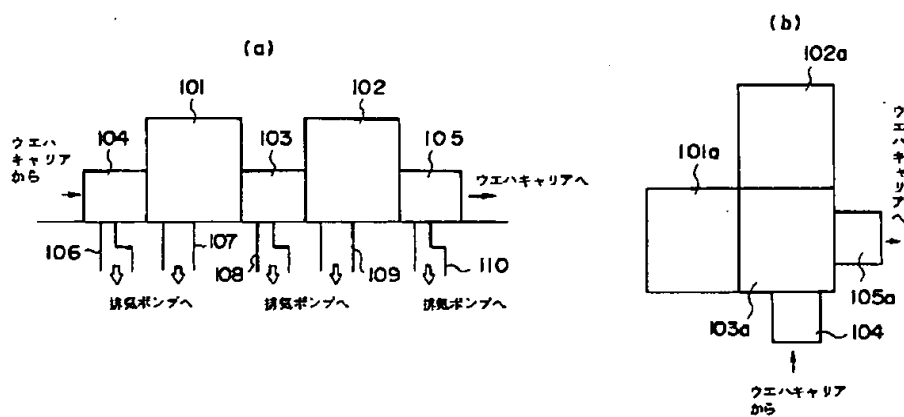 (a)
101
102
104
103
105
ウエハ
キャリア
から
ウエハキャリアへ
106
107
108
109
110
排気ポンプへ
排気ポンプへ
排気ポンプへ
(b)
102a
101a
ウエハキャリアへ
105a
103a
104
ウエハキャリア
から